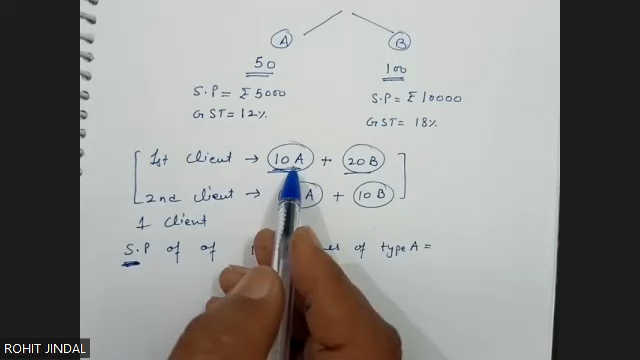 A B
50 100
S.P = ₹ 5000 S.P = ₹ 10000
GST = 12% GST = 18%
1st Client → 10 A + 20 B
2nd Client → A + 10 B
1 Client
S.P of of of type A =
ROHIT JINDAL